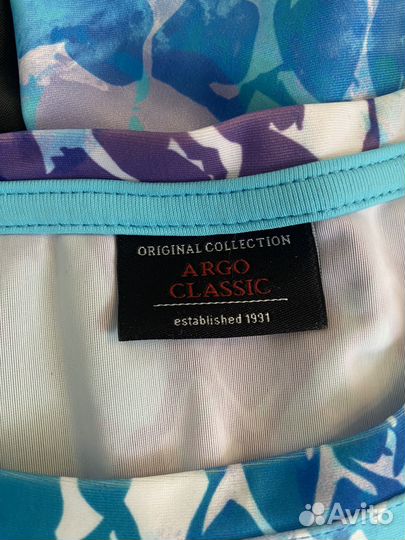 ORIGINAL COLLECTION
ARGO
CLASSIC
established 1991
Avito